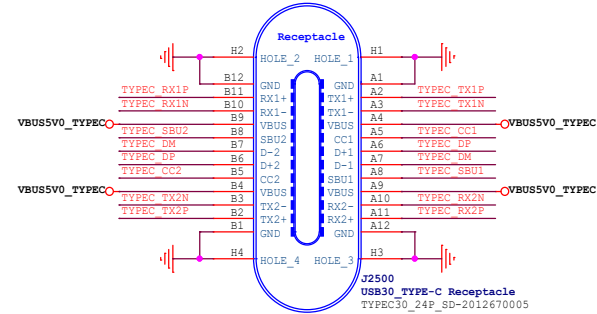 Receptacle
H2 HOLE_2 HOLE_1 H1
B12 GND GND A1
TYPEC_RX1P B11 RX1+ TX1+ A2 TYPEC_TX1P
TYPEC_RX1N B10 RX1- TX1- A3 TYPEC_TX1N
VBUS5V0_TYPEC B9 VBUS VBUS A4 VBUS5V0_TYPEC
TYPEC_SBU2 B8 SBU2 CC1 A5 TYPEC_CC1
TYPEC_DM B7 D-2 D+1 A6 TYPEC_DP
TYPEC_DP B6 D+2 D-1 A7 TYPEC_DM
TYPEC_CC2 B5 CC2 SBU1 A8 TYPEC_SBU1
VBUS5V0_TYPEC B4 VBUS VBUS A9 VBUS5V0_TYPEC
TYPEC_TX2N B3 TX2- RX2- A10 TYPEC_RX2N
TYPEC_TX2P B2 TX2+ RX2+ A11 TYPEC_RX2P
B1 GND GND A12
H4 HOLE_4 HOLE_3 H3
J2500
USB30_TYPE-C Receptacle
TYPEC30_24P_SD-2012670005